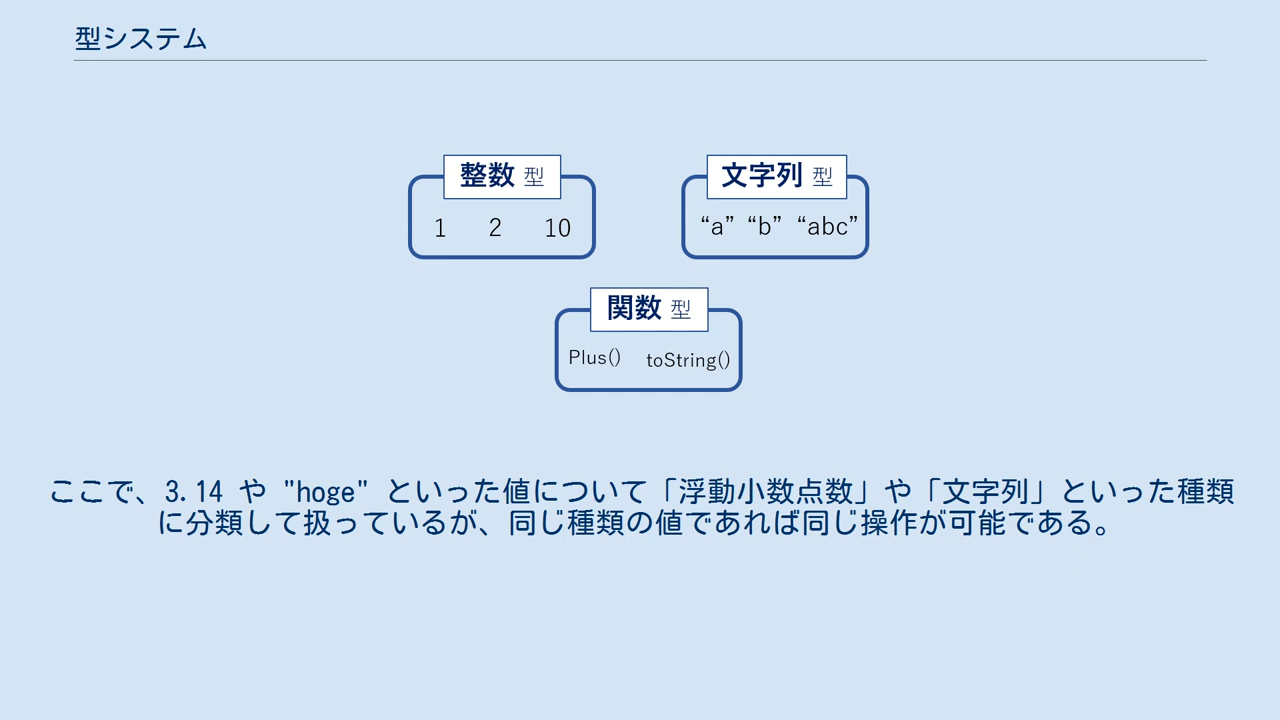 型システム
整数 型
文字列 型
1 2 10
“a” “b” “abc”
関数 型
Plus() toString()
ここで、3.14 や "hoge" といった値について「浮動小数点数」や「文字列」といった種類
に分類して扱っているが、同じ種類の値であれば同じ操作が可能である。